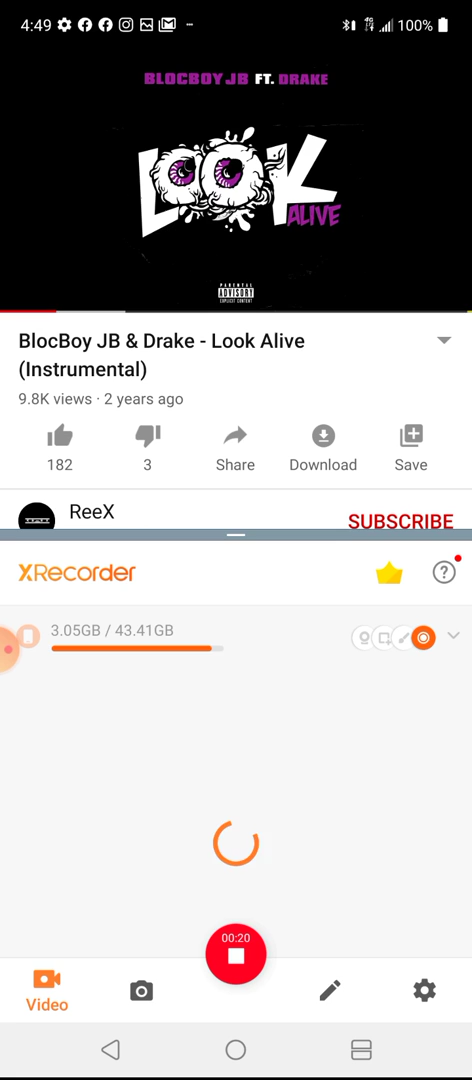 4:49
4G
100%
BLOCBOY JB FT. DRAKE
LOOK
ALIVE
PARENTAL
ADVISORY
EXPLICIT CONTENT
BlocBoy JB & Drake - Look Alive
(Instrumental)
9.8K views · 2 years ago
182
3
Share
Download
Save
ReeX
SUBSCRIBE
XRecorder
3.05GB / 43.41GB
00:20
Video